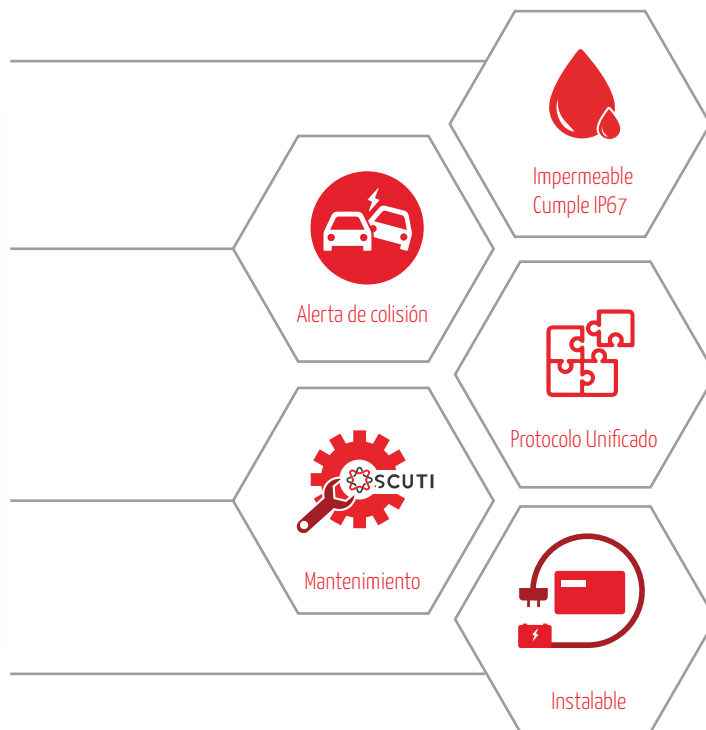 Impermeable
Cumple IP67
Alerta de colisión
Protocolo Unificado
SCUTI
Mantenimiento
Instalable